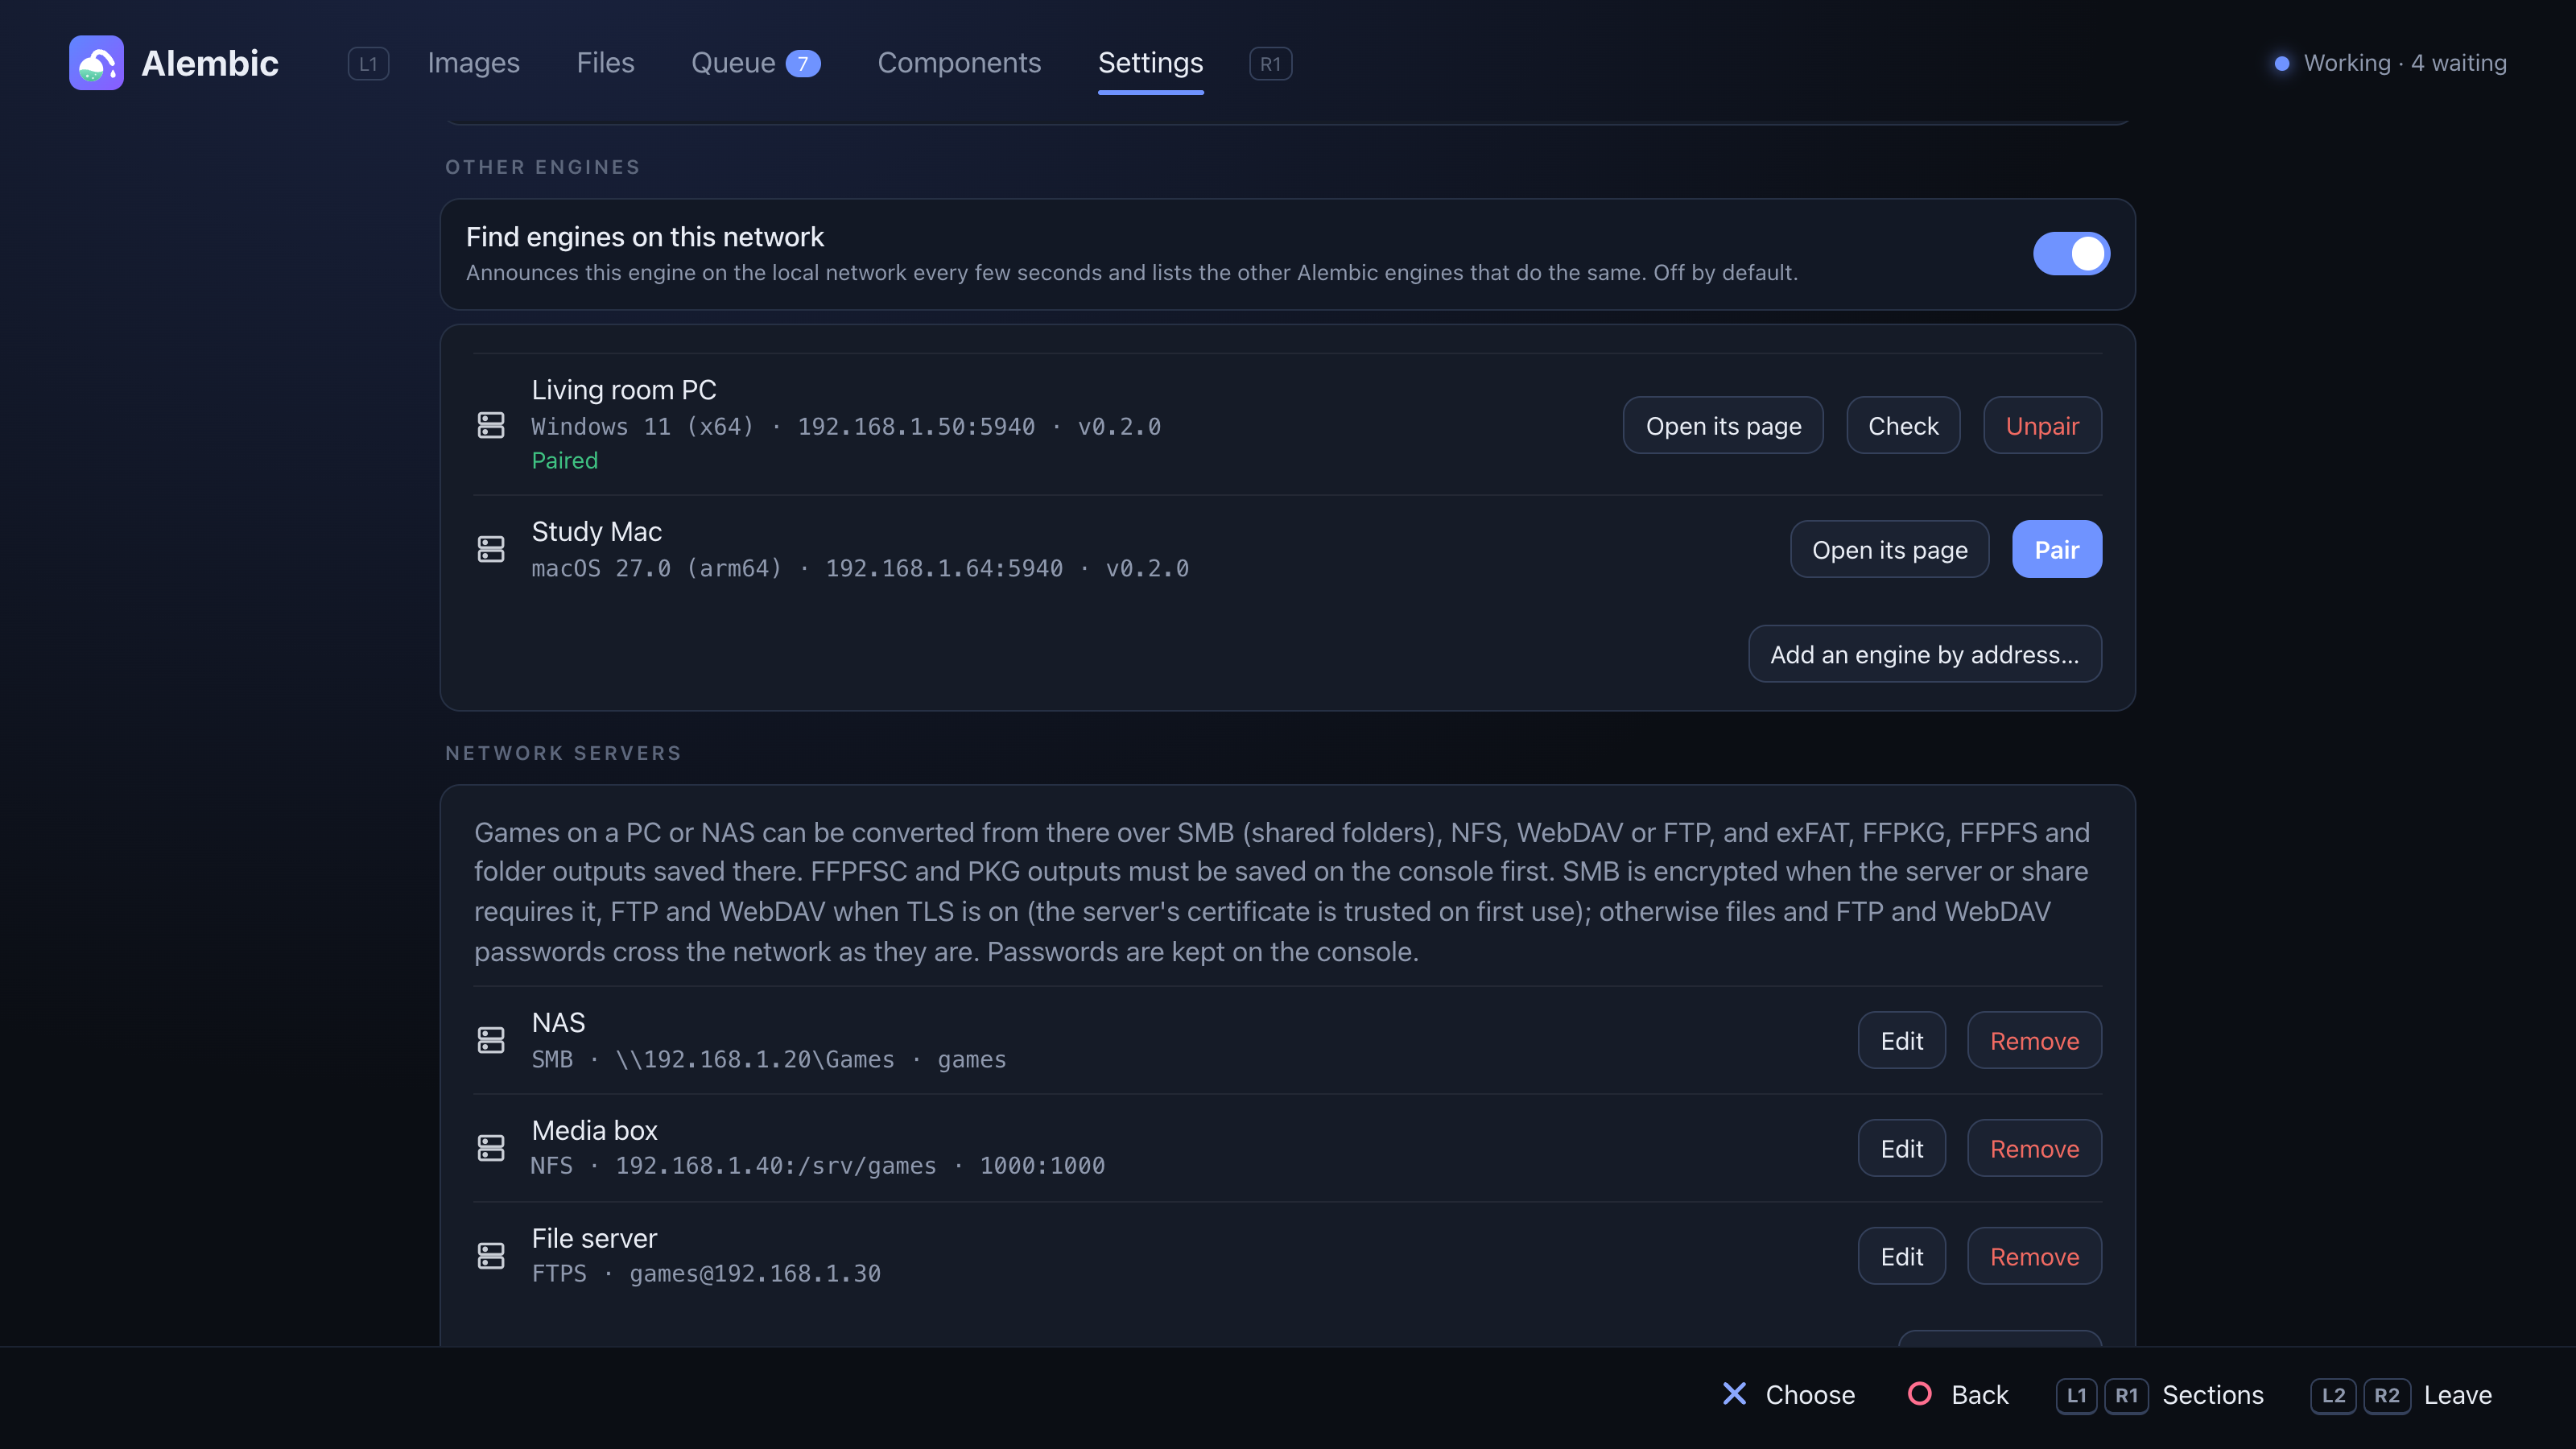 Alembic
L1
Images
Files
Queue 7
Components
Settings
R1
Working · 4 waiting
OTHER ENGINES
Find engines on this network
Announces this engine on the local network every few seconds and lists the other Alembic engines that do the same. Off by default.
Living room PC
Windows 11 (x64) · 192.168.1.50:5940 · v0.2.0
Paired
Open its page
Check
Unpair
Study Mac
macOS 27.0 (arm64) · 192.168.1.64:5940 · v0.2.0
Open its page
Pair
Add an engine by address...
NETWORK SERVERS
Games on a PC or NAS can be converted from there over SMB (shared folders), NFS, WebDAV or FTP, and exFAT, FFPKG, FFPFS and
folder outputs saved there. FFPFSC and PKG outputs must be saved on the console first. SMB is encrypted when the server or share
requires it, FTP and WebDAV when TLS is on (the server's certificate is trusted on first use); otherwise files and FTP and WebDAV
passwords cross the network as they are. Passwords are kept on the console.
NAS
SMB · \\192.168.1.20\Games · games
Edit
Remove
Media box
NFS · 192.168.1.40:/srv/games · 1000:1000
Edit
Remove
File server
FTPS · games@192.168.1.30
Edit
Remove
Choose
Back
L1 R1 Sections
L2 R2 Leave